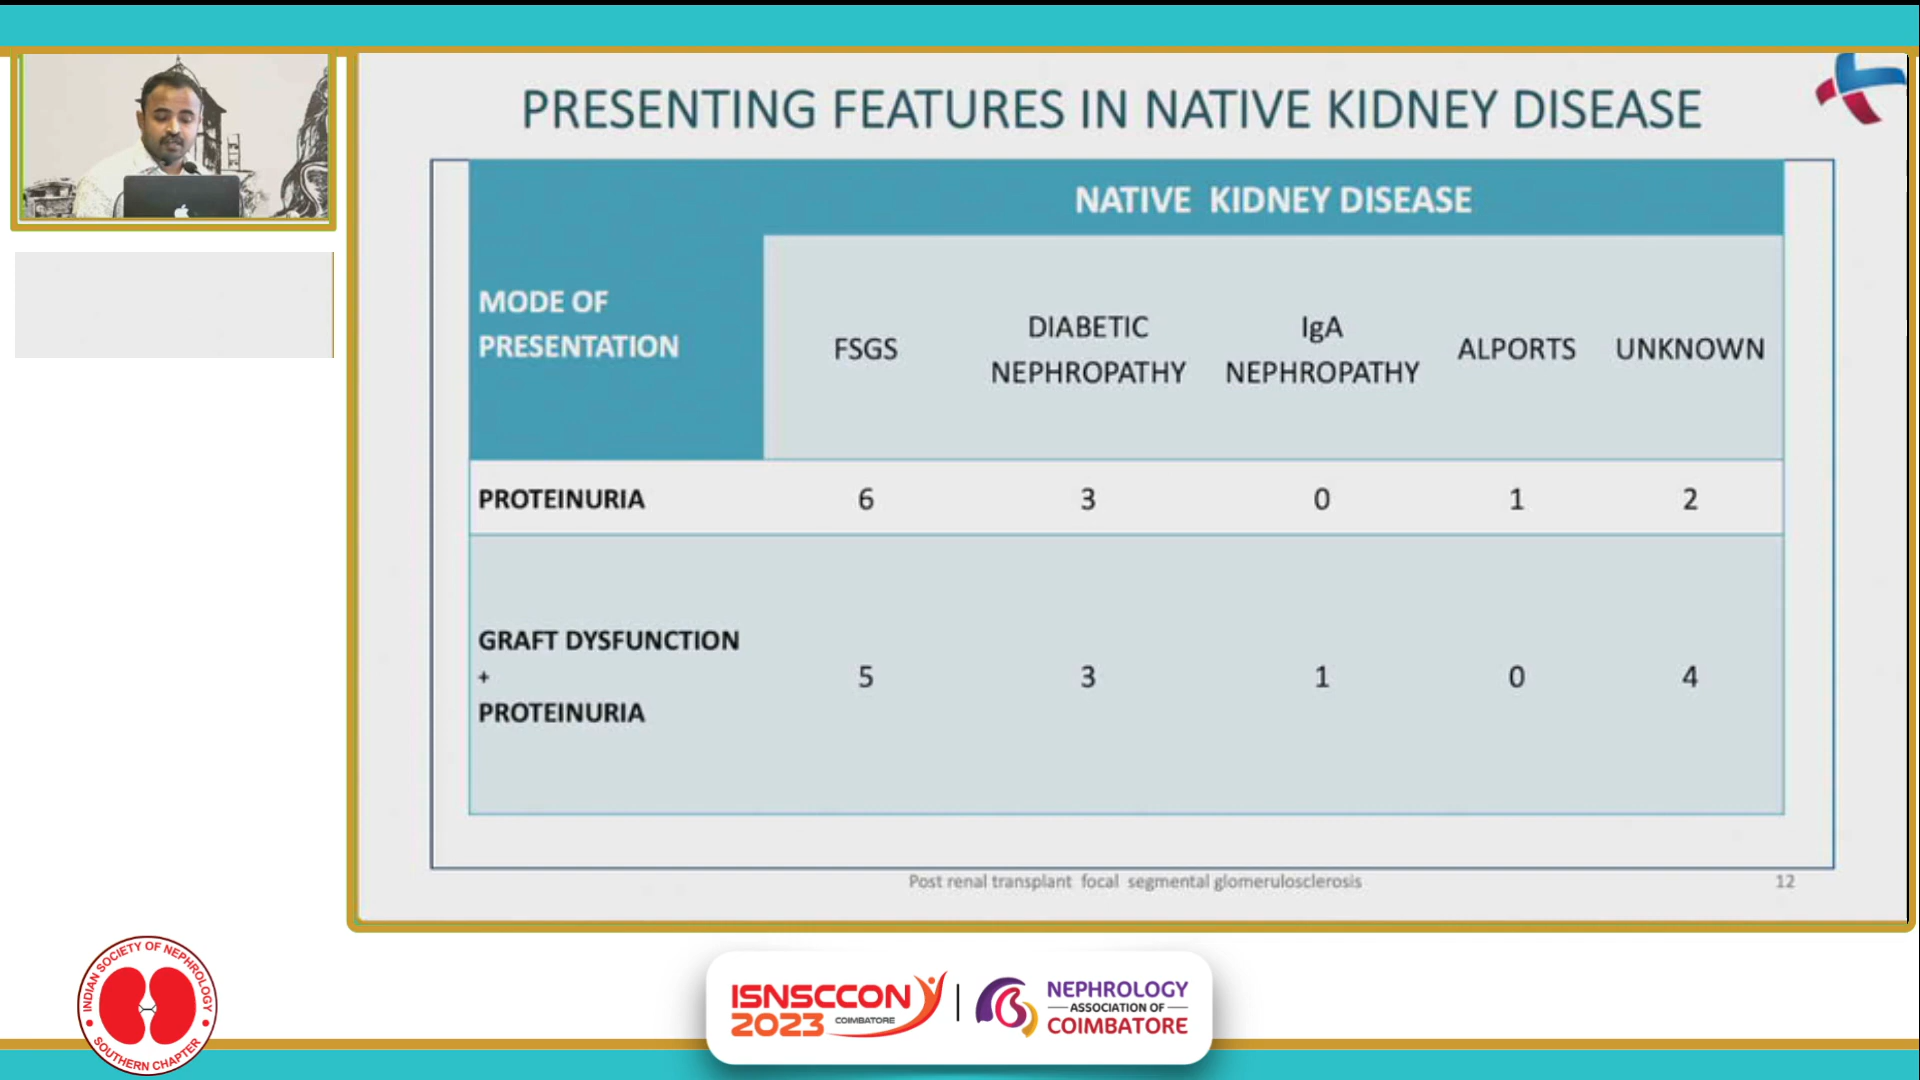 PRESENTING FEATURES IN NATIVE KIDNEY DISEASE
NATIVE KIDNEY DISEASE
MODE OF
PRESENTATION
FSGS
DIABETIC
NEPHROPATHY
IgA
NEPHROPATHY
ALPORTS
UNKNOWN
PROTEINURIA 6 3 0 1 2
GRAFT DYSFUNCTION
+
PROTEINURIA
5 3 1 0 4
Post renal transplant focal segmental glomerulosclerosis
12
INDIAN SOCIETY OF NEPHROLOGY
SOUTHERN CHAPTER
ISNSCCON
2023 COIMBATORE
NEPHROLOGY
ASSOCIATION OF
COIMBATORE